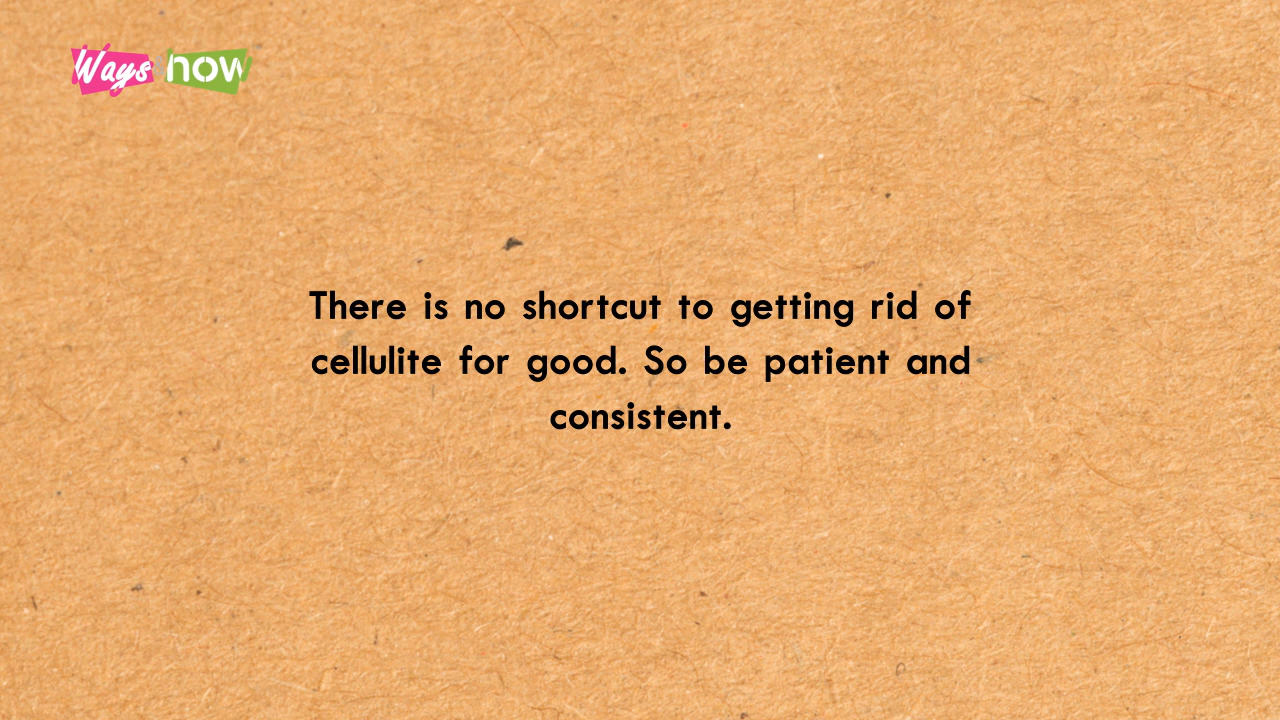 Ways now
There is no shortcut to getting rid of
cellulite for good. So be patient and
consistent.